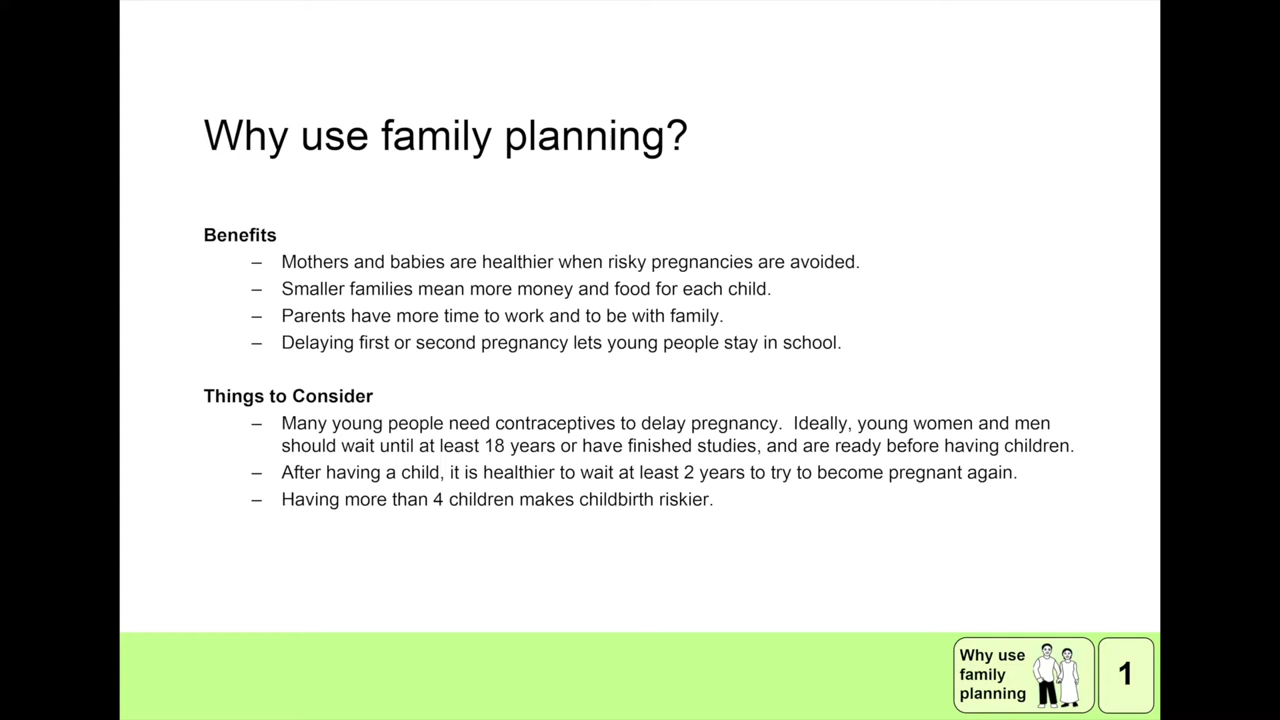 Why use family planning?
Benefits
– Mothers and babies are healthier when risky pregnancies are avoided.
– Smaller families mean more money and food for each child.
– Parents have more time to work and to be with family.
– Delaying first or second pregnancy lets young people stay in school.
Things to Consider
– Many young people need contraceptives to delay pregnancy.  Ideally, young women and men
should wait until at least 18 years or have finished studies, and are ready before having children.
– After having a child, it is healthier to wait at least 2 years to try to become pregnant again.
– Having more than 4 children makes childbirth riskier.
Why use
family
planning
1